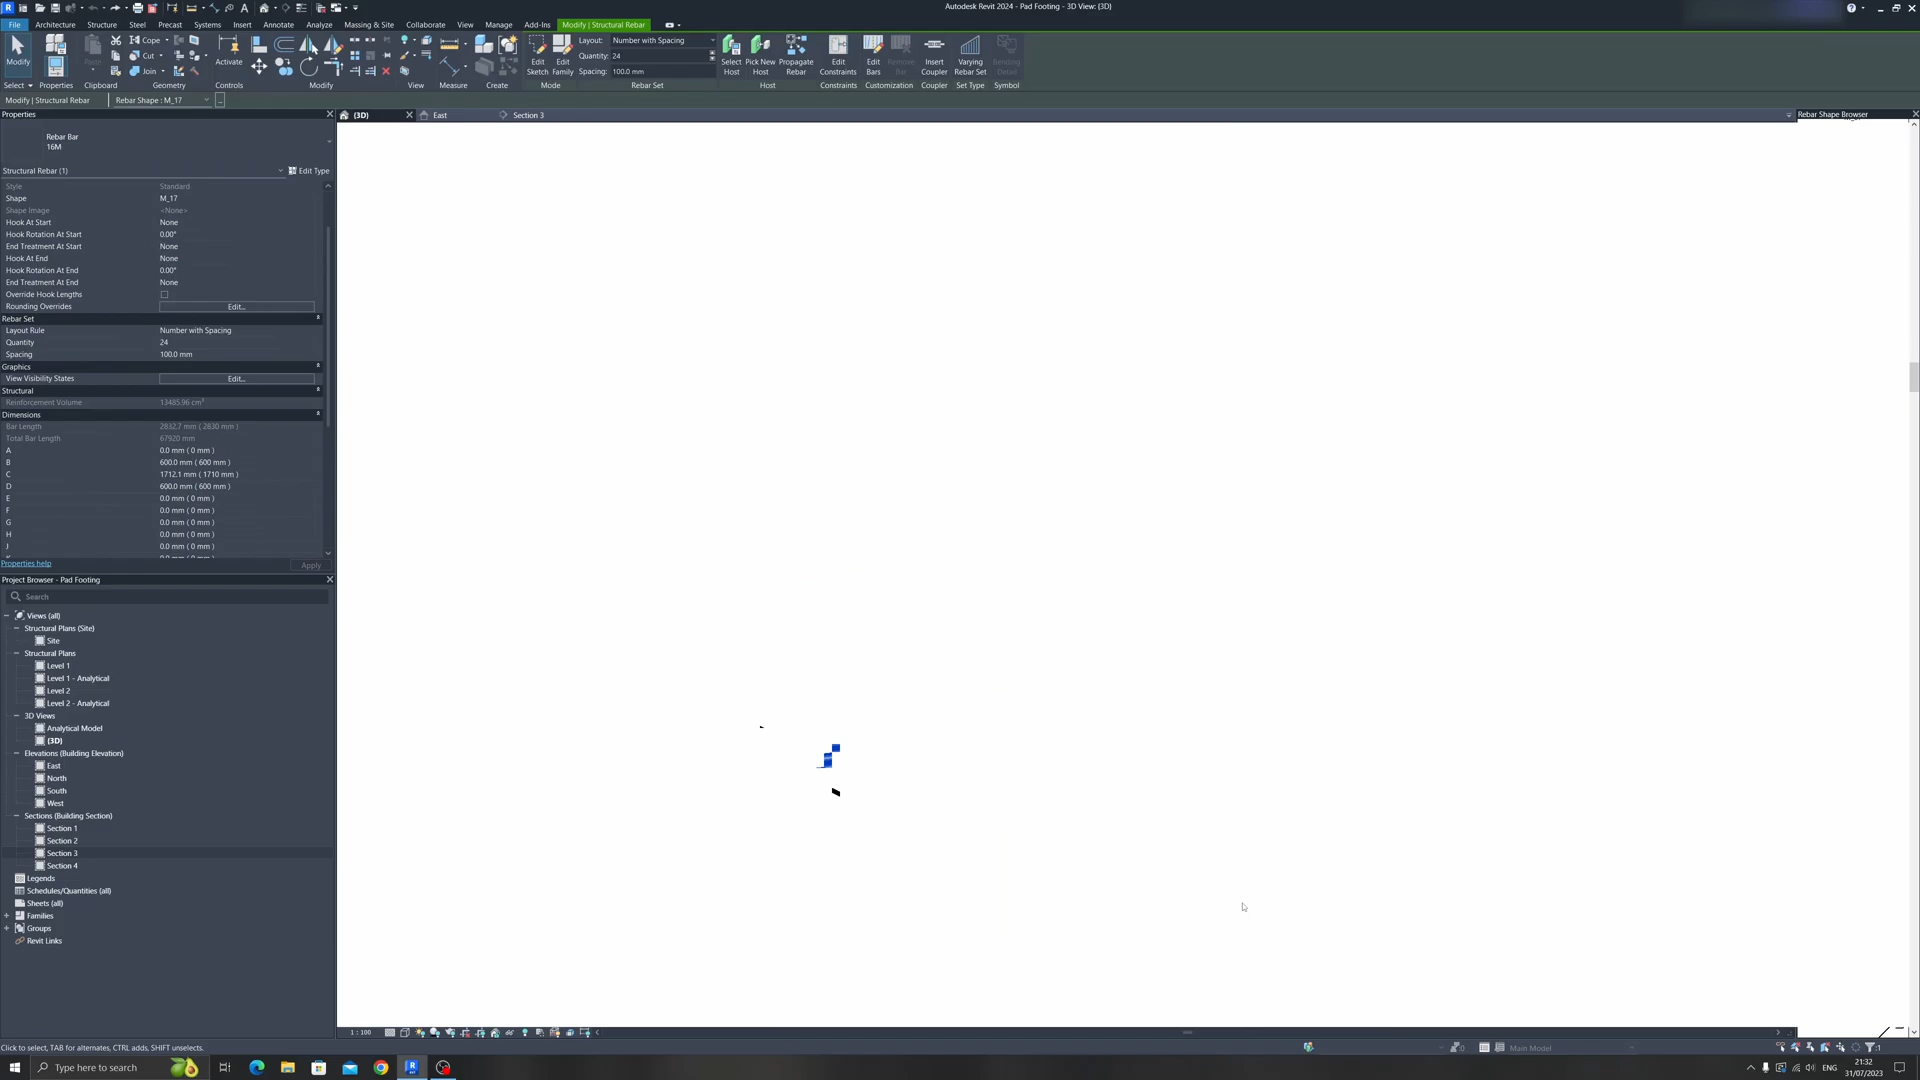 Autodesk Revit 2024 - Pad Footing - 3D View: {3D}
File Architecture Structure Steel Precast Systems Insert Annotate Analyze Massing & Site Collaborate View Manage Add-Ins Modify | Structural Rebar
Modify
Select
Properties
Paste
Clipboard
Cope
Cut
Join
Geometry
Activate
Controls
Modify
View
Measure
Create
Edit Sketch
Edit Family
Mode
Layout: Number with Spacing
Quantity: 24
Spacing: 100.0 mm
Rebar Set
Select Host
Pick New Host
Propagate Rebar
Host
Edit Constraints
Constraints
Edit Bars
Remove Bar
Customization
Insert Coupler
Coupler
Varying Rebar Set
Set Type
Bending Detail
Symbol
Modify | Structural Rebar
Rebar Shape : M_17
...
Properties
{3D}
East
Section 3
Rebar Shape Browser
Rebar Bar
16M
Structural Rebar (1)
Edit Type
Style Standard
Shape M_17
Shape Image <None>
Hook At Start None
Hook Rotation At Start 0.00°
End Treatment At Start None
Hook At End None
Hook Rotation At End 0.00°
End Treatment At End None
Override Hook Lengths
Rounding Overrides Edit...
Rebar Set
Layout Rule Number with Spacing
Quantity 24
Spacing 100.0 mm
Graphics
View Visibility States Edit...
Structural
Reinforcement Volume 13485.96 cm³
Dimensions
Bar Length 2832.7 mm ( 2830 mm )
Total Bar Length 67920 mm
A 0.0 mm ( 0 mm )
B 600.0 mm ( 600 mm )
C 1712.1 mm ( 1710 mm )
D 600.0 mm ( 600 mm )
E 0.0 mm ( 0 mm )
F 0.0 mm ( 0 mm )
G 0.0 mm ( 0 mm )
H 0.0 mm ( 0 mm )
J 0.0 mm ( 0 mm )
Properties help
Apply
Project Browser - Pad Footing
Search
Views (all)
Structural Plans (Site)
Site
Structural Plans
Level 1
Level 1 - Analytical
Level 2
Level 2 - Analytical
3D Views
Analytical Model
{3D}
Elevations (Building Elevation)
East
North
South
West
Sections (Building Section)
Section 1
Section 2
Section 3
Section 4
Legends
Schedules/Quantities (all)
Sheets (all)
Families
Groups
Revit Links
1 : 100
Click to select, TAB for alternates, CTRL adds, SHIFT unselects.
:0
Main Model
:1
Type here to search
ENG
21:32
31/07/2023